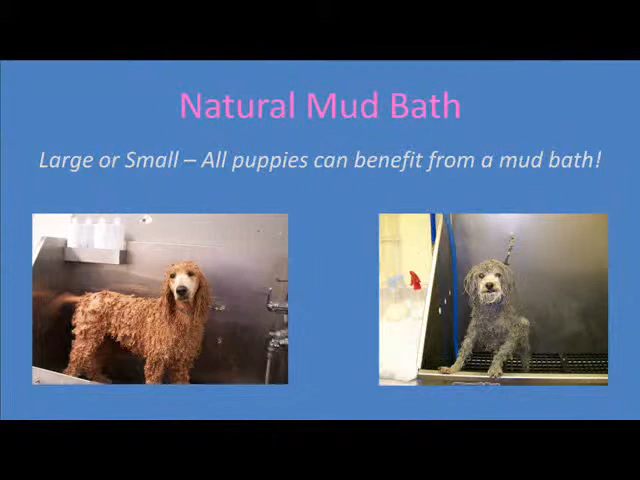 Natural Mud Bath
Large or Small – All puppies can benefit from a mud bath!